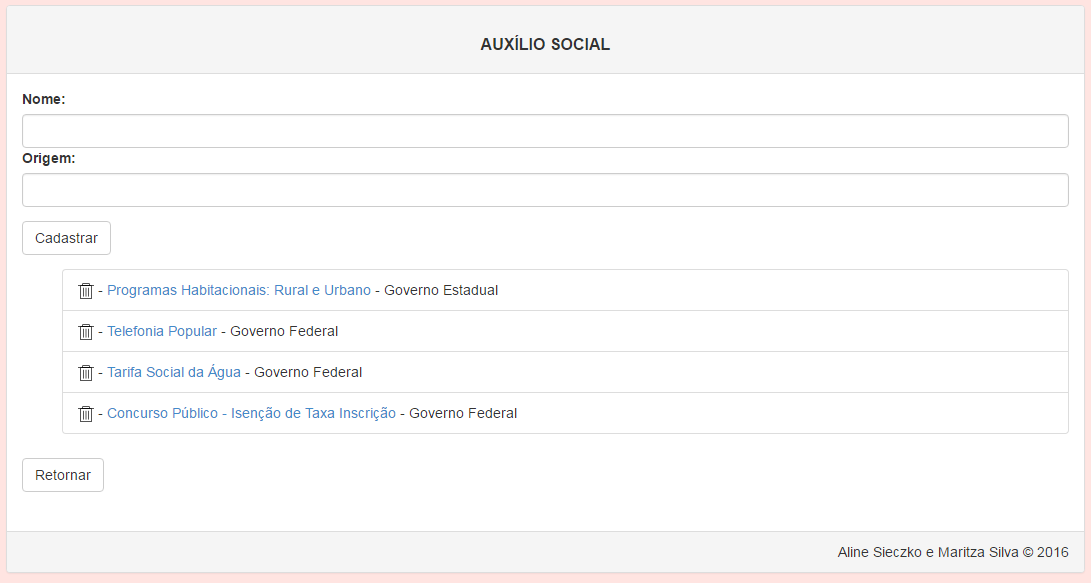 AUXÍLIO SOCIAL
Nome:
Origem:
Cadastrar
- Programas Habitacionais: Rural e Urbano - Governo Estadual
- Telefonia Popular - Governo Federal
- Tarifa Social da Água - Governo Federal
- Concurso Público - Isenção de Taxa Inscrição - Governo Federal
Retornar
Aline Sieczko e Maritza Silva © 2016